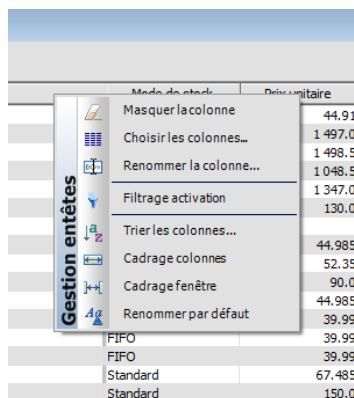 Mode de stock Prix unitaire
Gestion entêtes
Masquer la colonne
Choisir les colonnes...
Renommer la colonne...
Filtrage activation
Trier les colonnes...
Cadrage colonnes
Cadrage fenêtre
Renommer par défaut
44.91
1 497.0
1 498.5
1 048.5
1 347.0
130.0
44.985
52.35
90.0
44.985
39.99
FIFO 39.99
FIFO 39.99
Standard 67.485
Standard 150.0